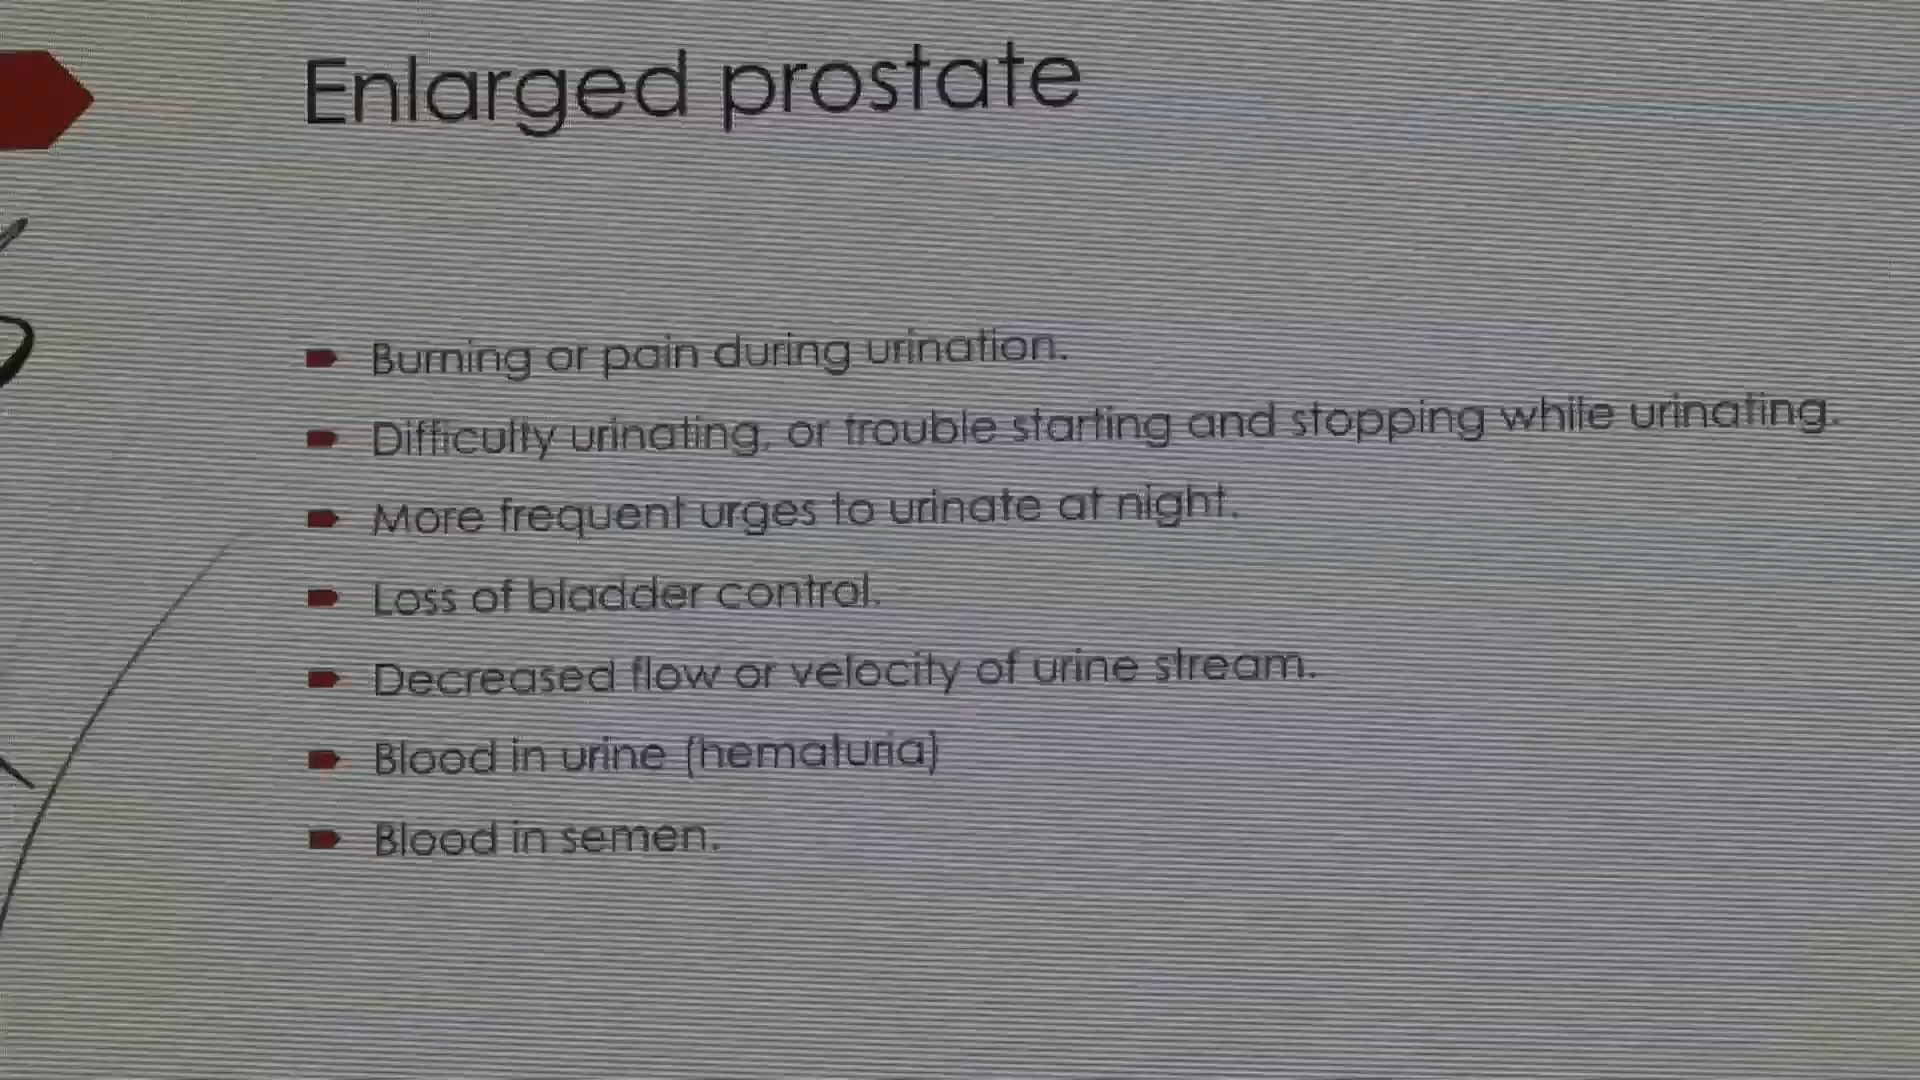 Enlarged prostate
Burning or pain during urination.
Difficulty urinating, or trouble starting and stopping while urinating.
More frequent urges to urinate at night.
Loss of bladder control.
Decreased flow or velocity of urine stream.
Blood in urine (hematuria)
Blood in semen.